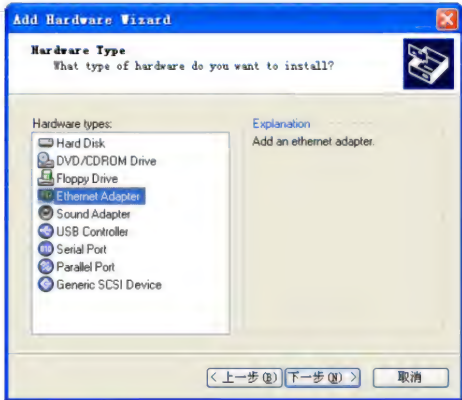 Add Hardware Wizard
Hardware Type
What type of hardware do you want to install?
Hardware types:
Explanation
Hard Disk
Add an ethernet adapter.
DVD/CDROM Drive
Floppy Drive
Ethernet Adapter
Sound Adapter
USB Controller
Serial Port
Parallel Port
Generic SCSI Device
< 上一步(B)
下一步(N) >
取消